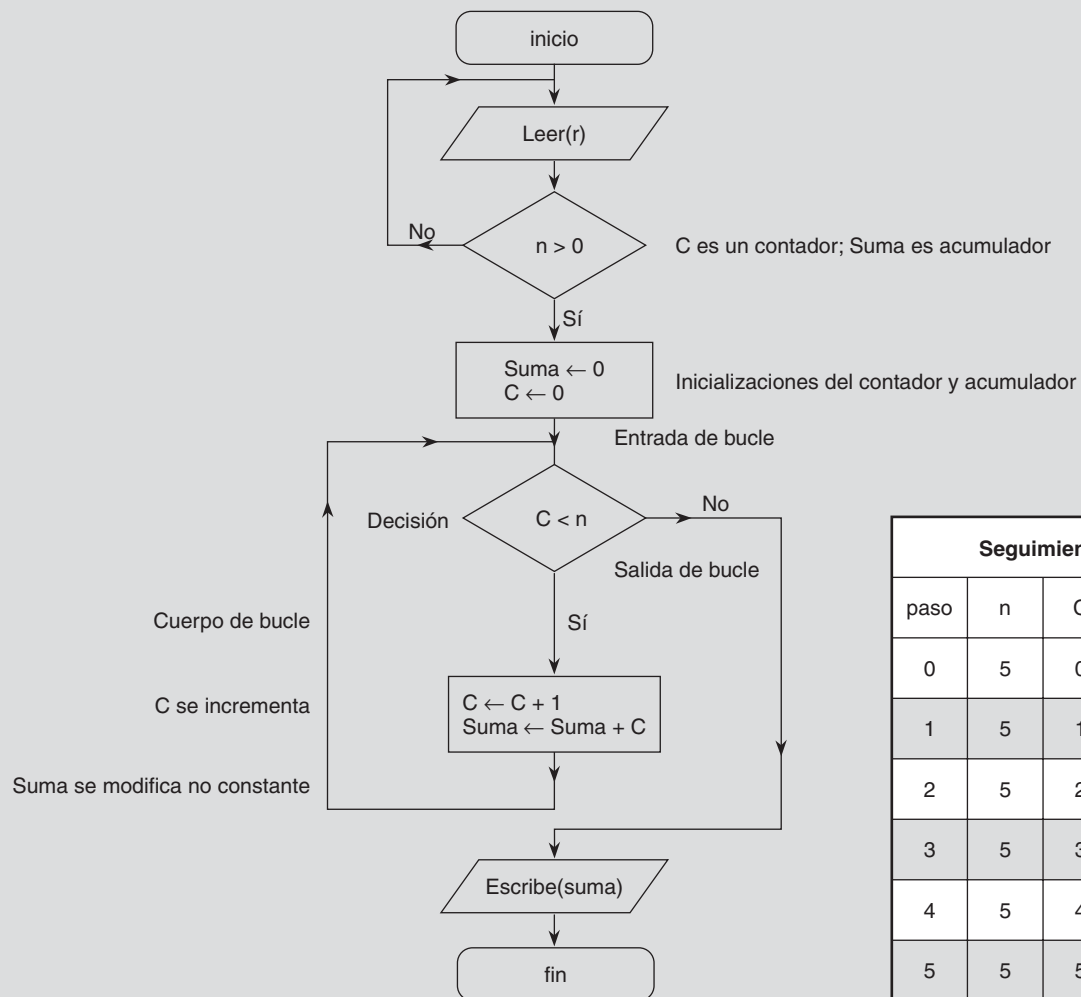 inicio
Leer(r)
No
n > 0
C es un contador; Suma es acumulador
Sí
Suma ← 0
C ← 0
Inicializaciones del contador y acumulador
Entrada de bucle
Decisión
C < n
No
Salida de bucle
Cuerpo de bucle
Sí
C se incrementa
C ← C + 1
Suma ← Suma + C
Suma se modifica no constante
Escribe(suma)
fin
paso n
0 5
1 5
2 5
3 5
4 5
5 5